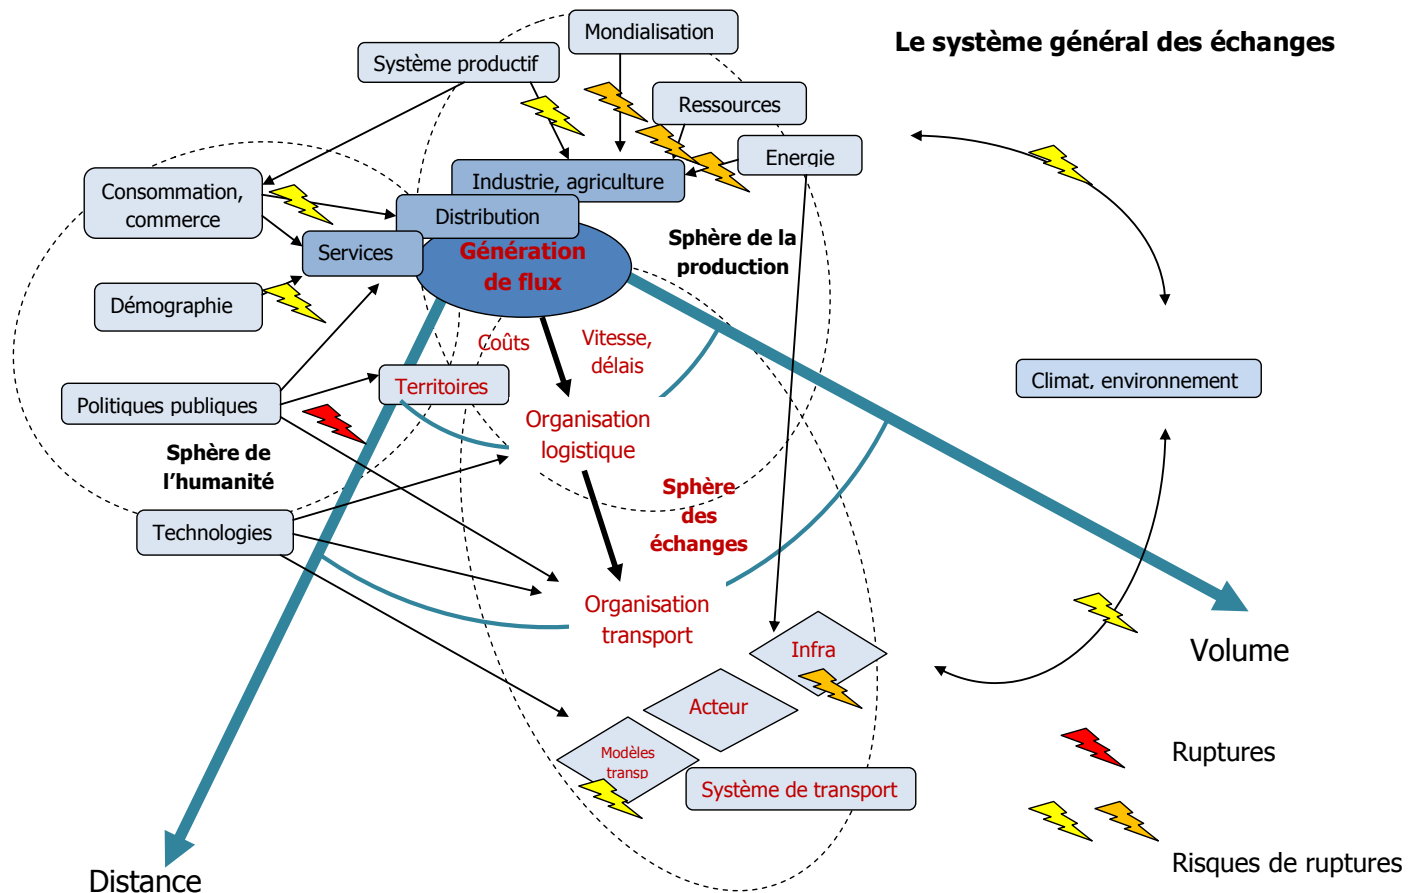 Le système général des échanges
Mondialisation
Système productif
Ressources
Energie
Industrie, agriculture
Consommation,
commerce
Distribution
Services
Génération
de flux
Sphère de la
production
Démographie
Coûts
Vitesse,
délais
Territoires
Climat, environnement
Politiques publiques
Organisation
logistique
Sphère de
l’humanité
Sphère
des
échanges
Technologies
Organisation
transport
Infra
Volume
Acteur
Modèles
transp
Système de transport
Ruptures
Distance
Risques de ruptures